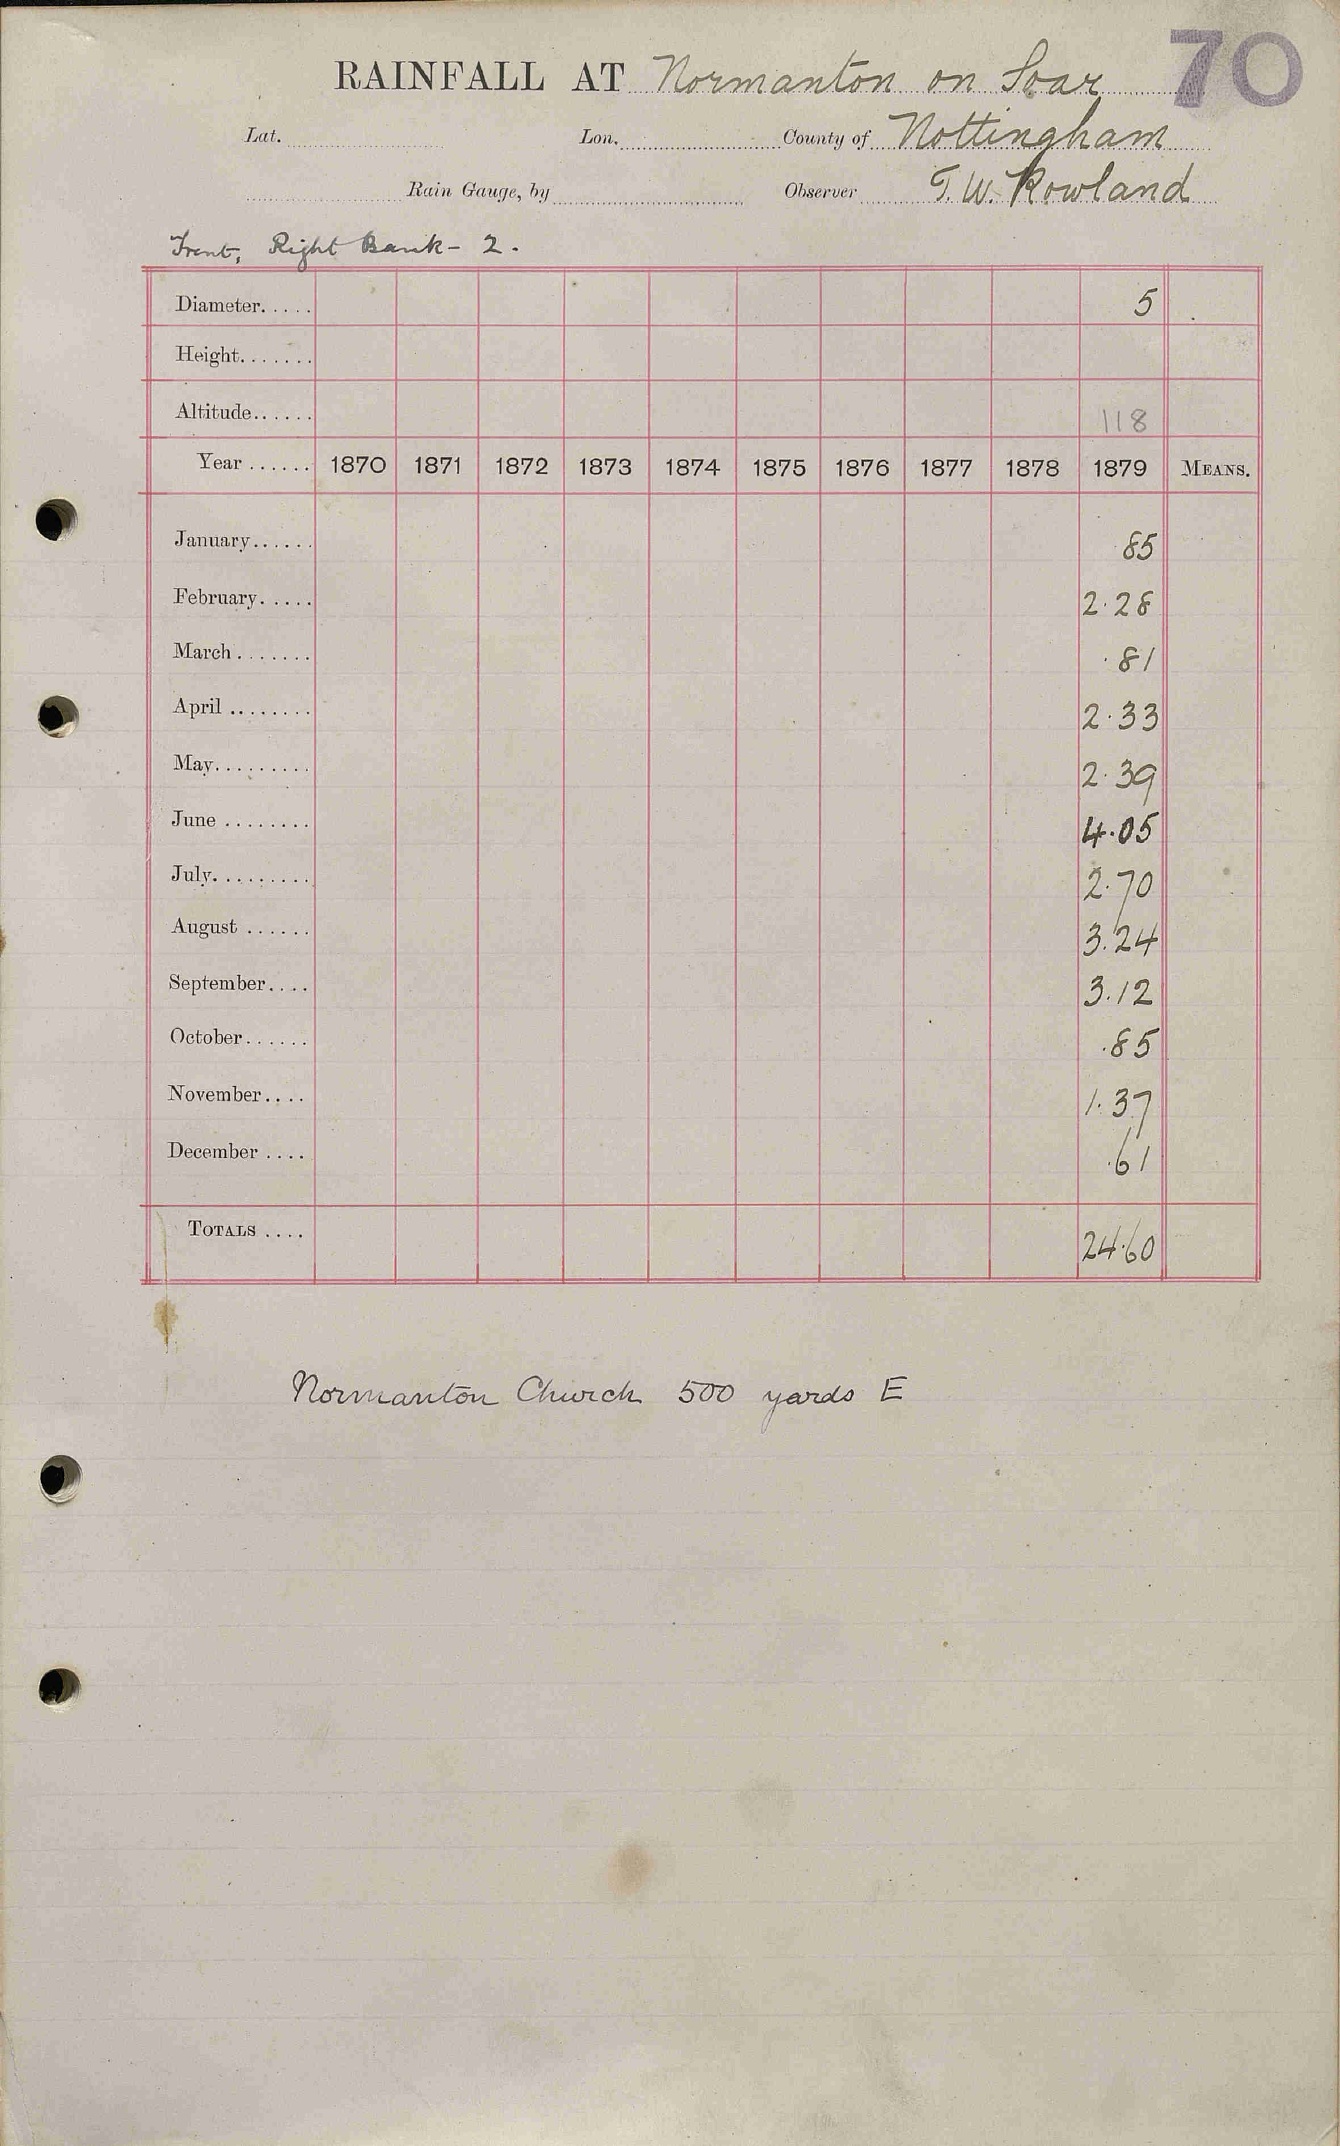 70
RAINFALL AT Normanton on Soar
Lat. Lon. County of Nottingham
Rain Gauge, by Observer T. W. Rowland
Trent, Right Bank - 2.
Diameter..... 5
Height.......
Altitude...... 118
Year ...... 1870 1871 1872 1873 1874 1875 1876 1877 1878 1879 MEANS.
January...... .85
February..... 2.28
March....... .81
April ........ 2.33
May......... 2.39
June ........ 4.05
July......... 2.70
August ...... 3.24
September.... 3.12
October...... .85
November.... 1.37
December .... .61
TOTALS .... 24.60
Normanton Church 500 yards E